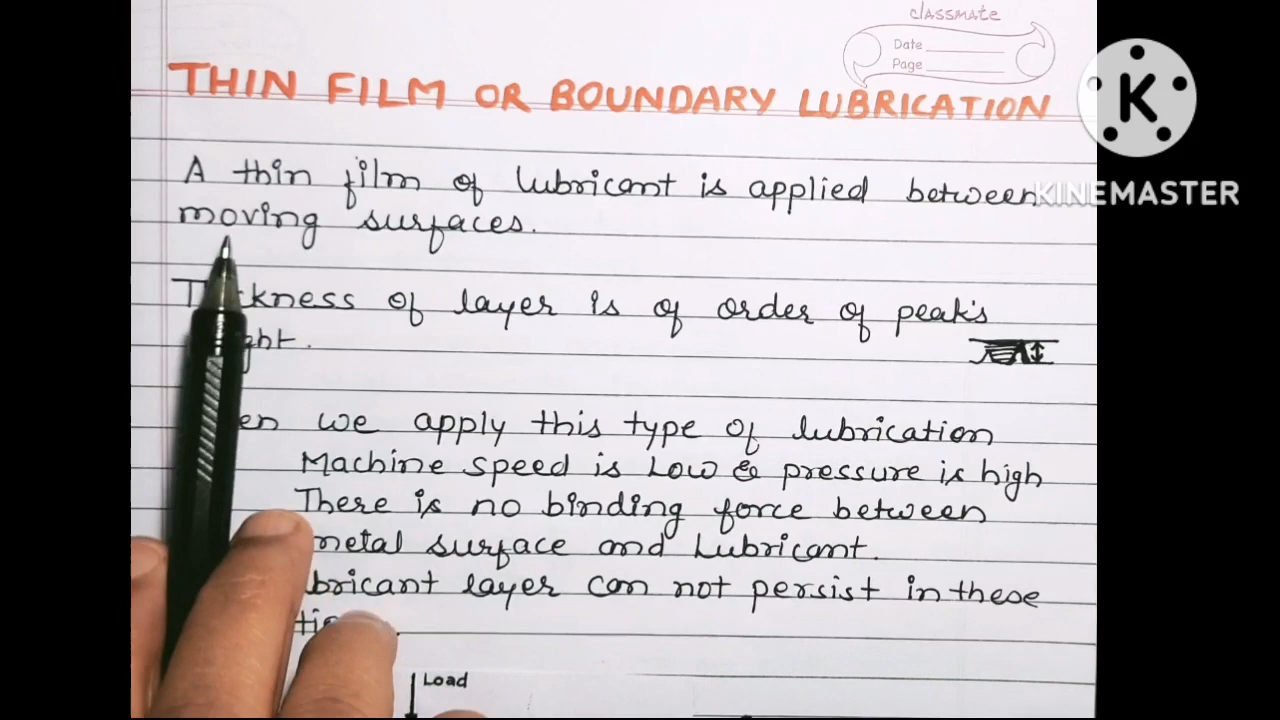 classmate
Date
Page
THIN FILM OR BOUNDARY LUBRICATION
A thin film of lubricant is applied between
moving surfaces.
of layer is of order of peak's
we apply this type of lubrication
Machine speed is Low & pressure is high
There is no binding force between
metal surface and Lubricant.
layer can not persist in these
Load
K
KINEMASTER